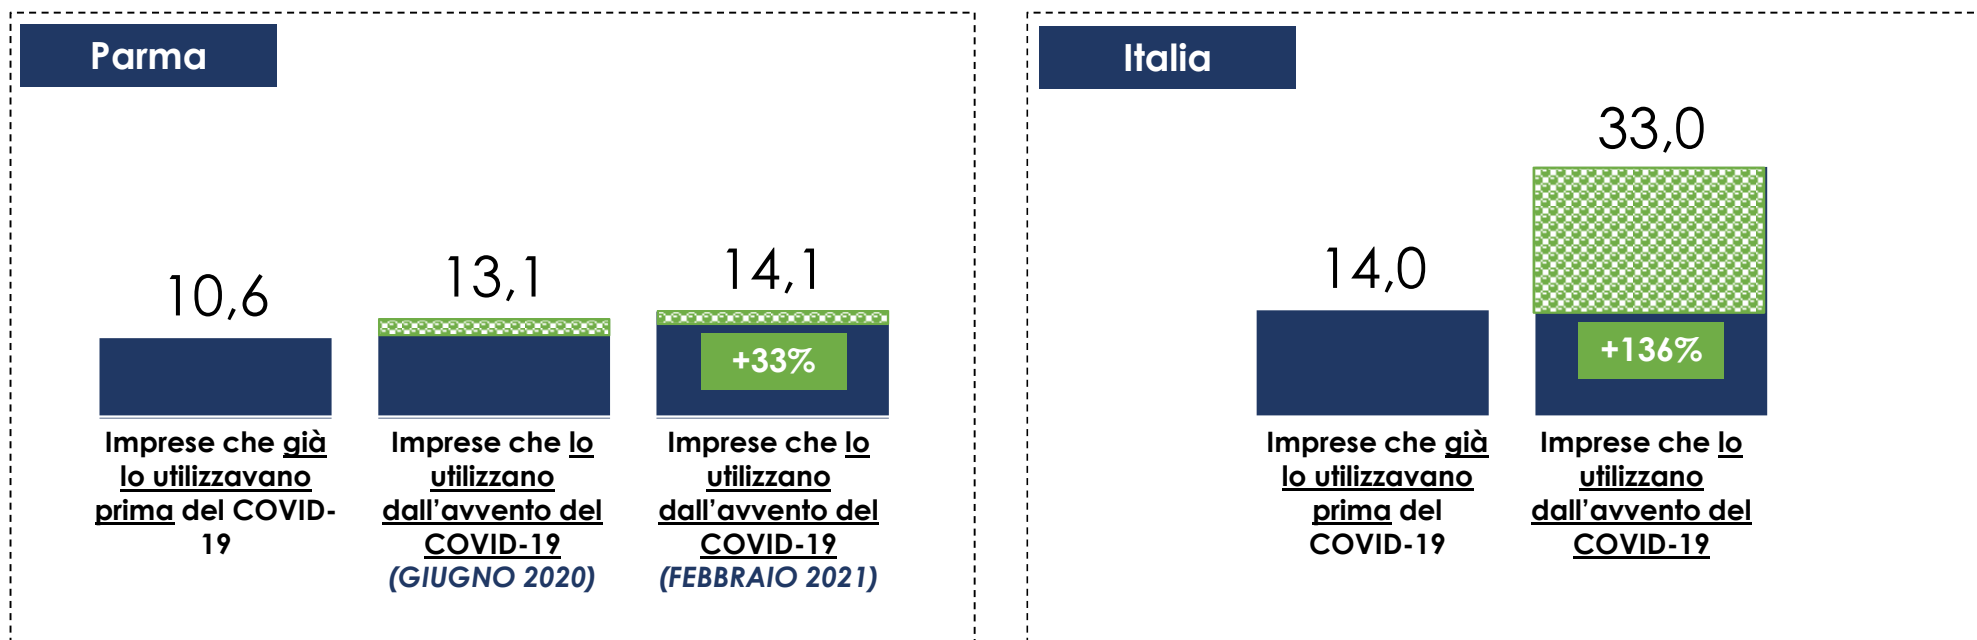 Parma
10,6
13,1
14,1
+33%
Imprese che già
lo utilizzavano
prima del COVID-
19
Imprese che lo
utilizzano
dall’avvento del
COVID-19
(GIUGNO 2020)
Imprese che lo
utilizzano
dall’avvento del
COVID-19
(FEBBRAIO 2021)
Italia
14,0
33,0
+136%
Imprese che già
lo utilizzavano
prima del
COVID-19
Imprese che lo
utilizzano
dall’avvento del
COVID-19